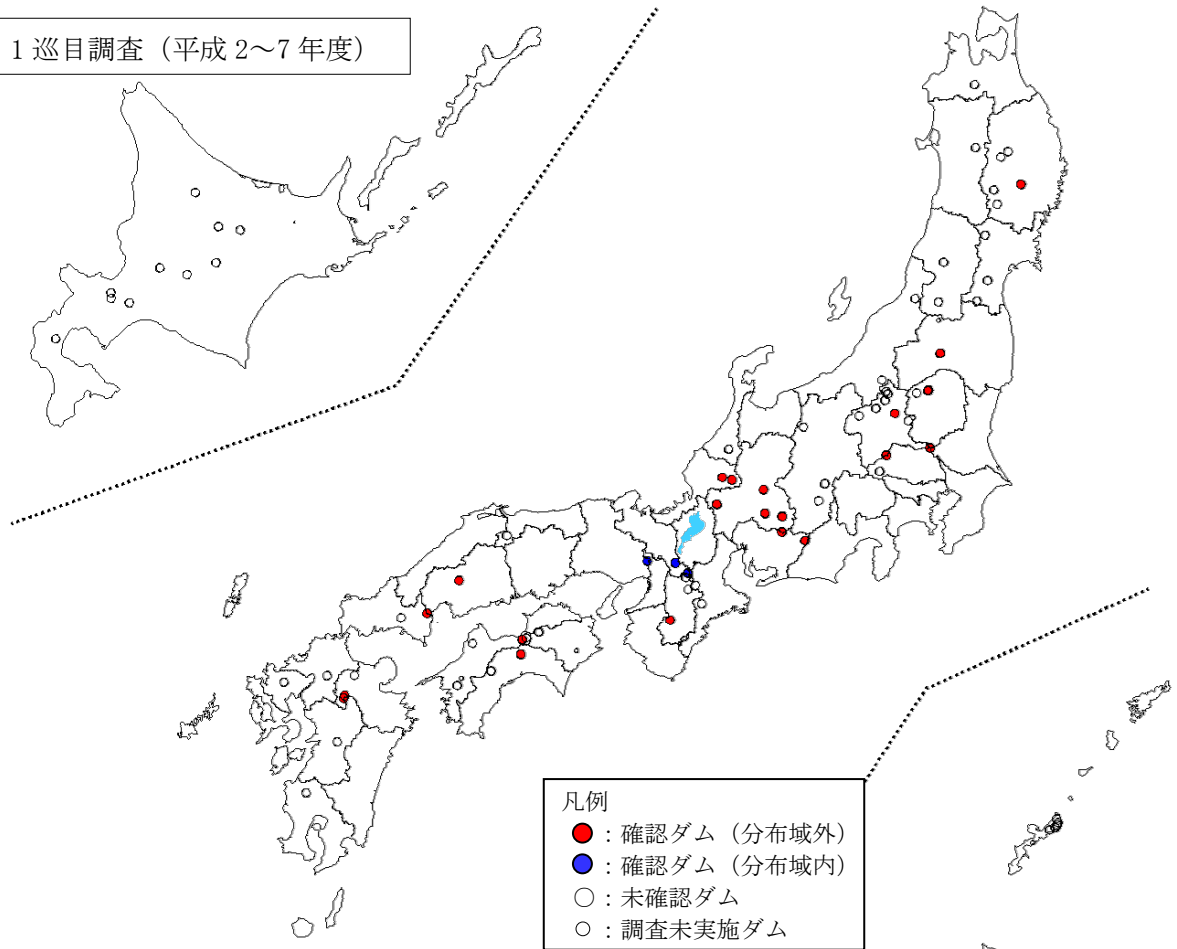 1 巡目調査（平成 2～7 年度）
凡例
：確認ダム（分布域外）
：確認ダム（分布域内）
：未確認ダム
：調査未実施ダム